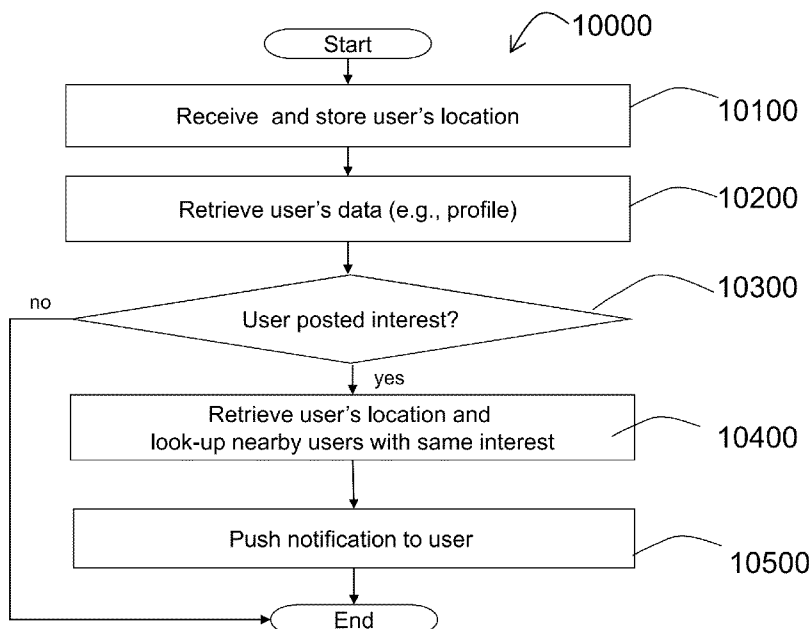 10000
Start
Receive and store user's location
10100
Retrieve user's data (e.g., profile)
10200
10300
no
User posted interest?
yes
Retrieve user's location and
look-up nearby users with same interest
10400
Push notification to user
10500
End